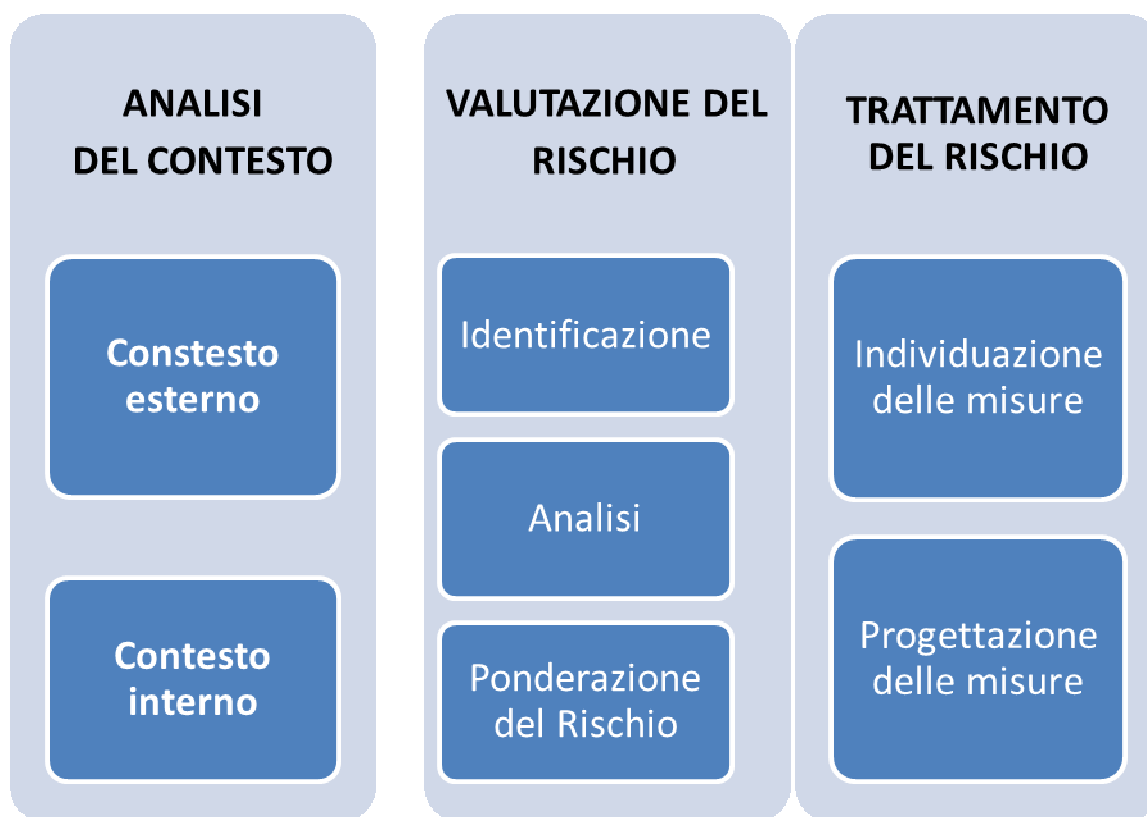 ANALISI
DEL CONTESTO
Constesto
esterno
Contesto
interno
VALUTAZIONE DEL
RISCHIO
Identificazione
Analisi
Ponderazione
del Rischio
TRATTAMENTO
DEL RISCHIO
Individuazione
delle misure
Progettazione
delle misure